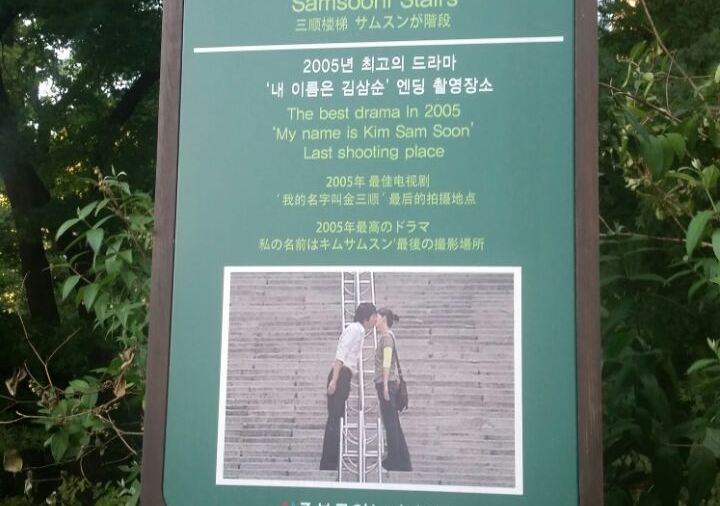 Samsoon! Stairs
三顺楼梯 サムスンが階段
2005년 최고의 드라마
‘내 이름은 김삼순’ 엔딩 촬영장소
The best drama In 2005
‘My name is Kim Sam Soon’
Last shooting place
2005年 最佳电视剧
‘我的名字叫金三顺’ 最后的拍摄地点
2005年最高のドラマ
私の名前はキムサムスン’最後の撮影場所